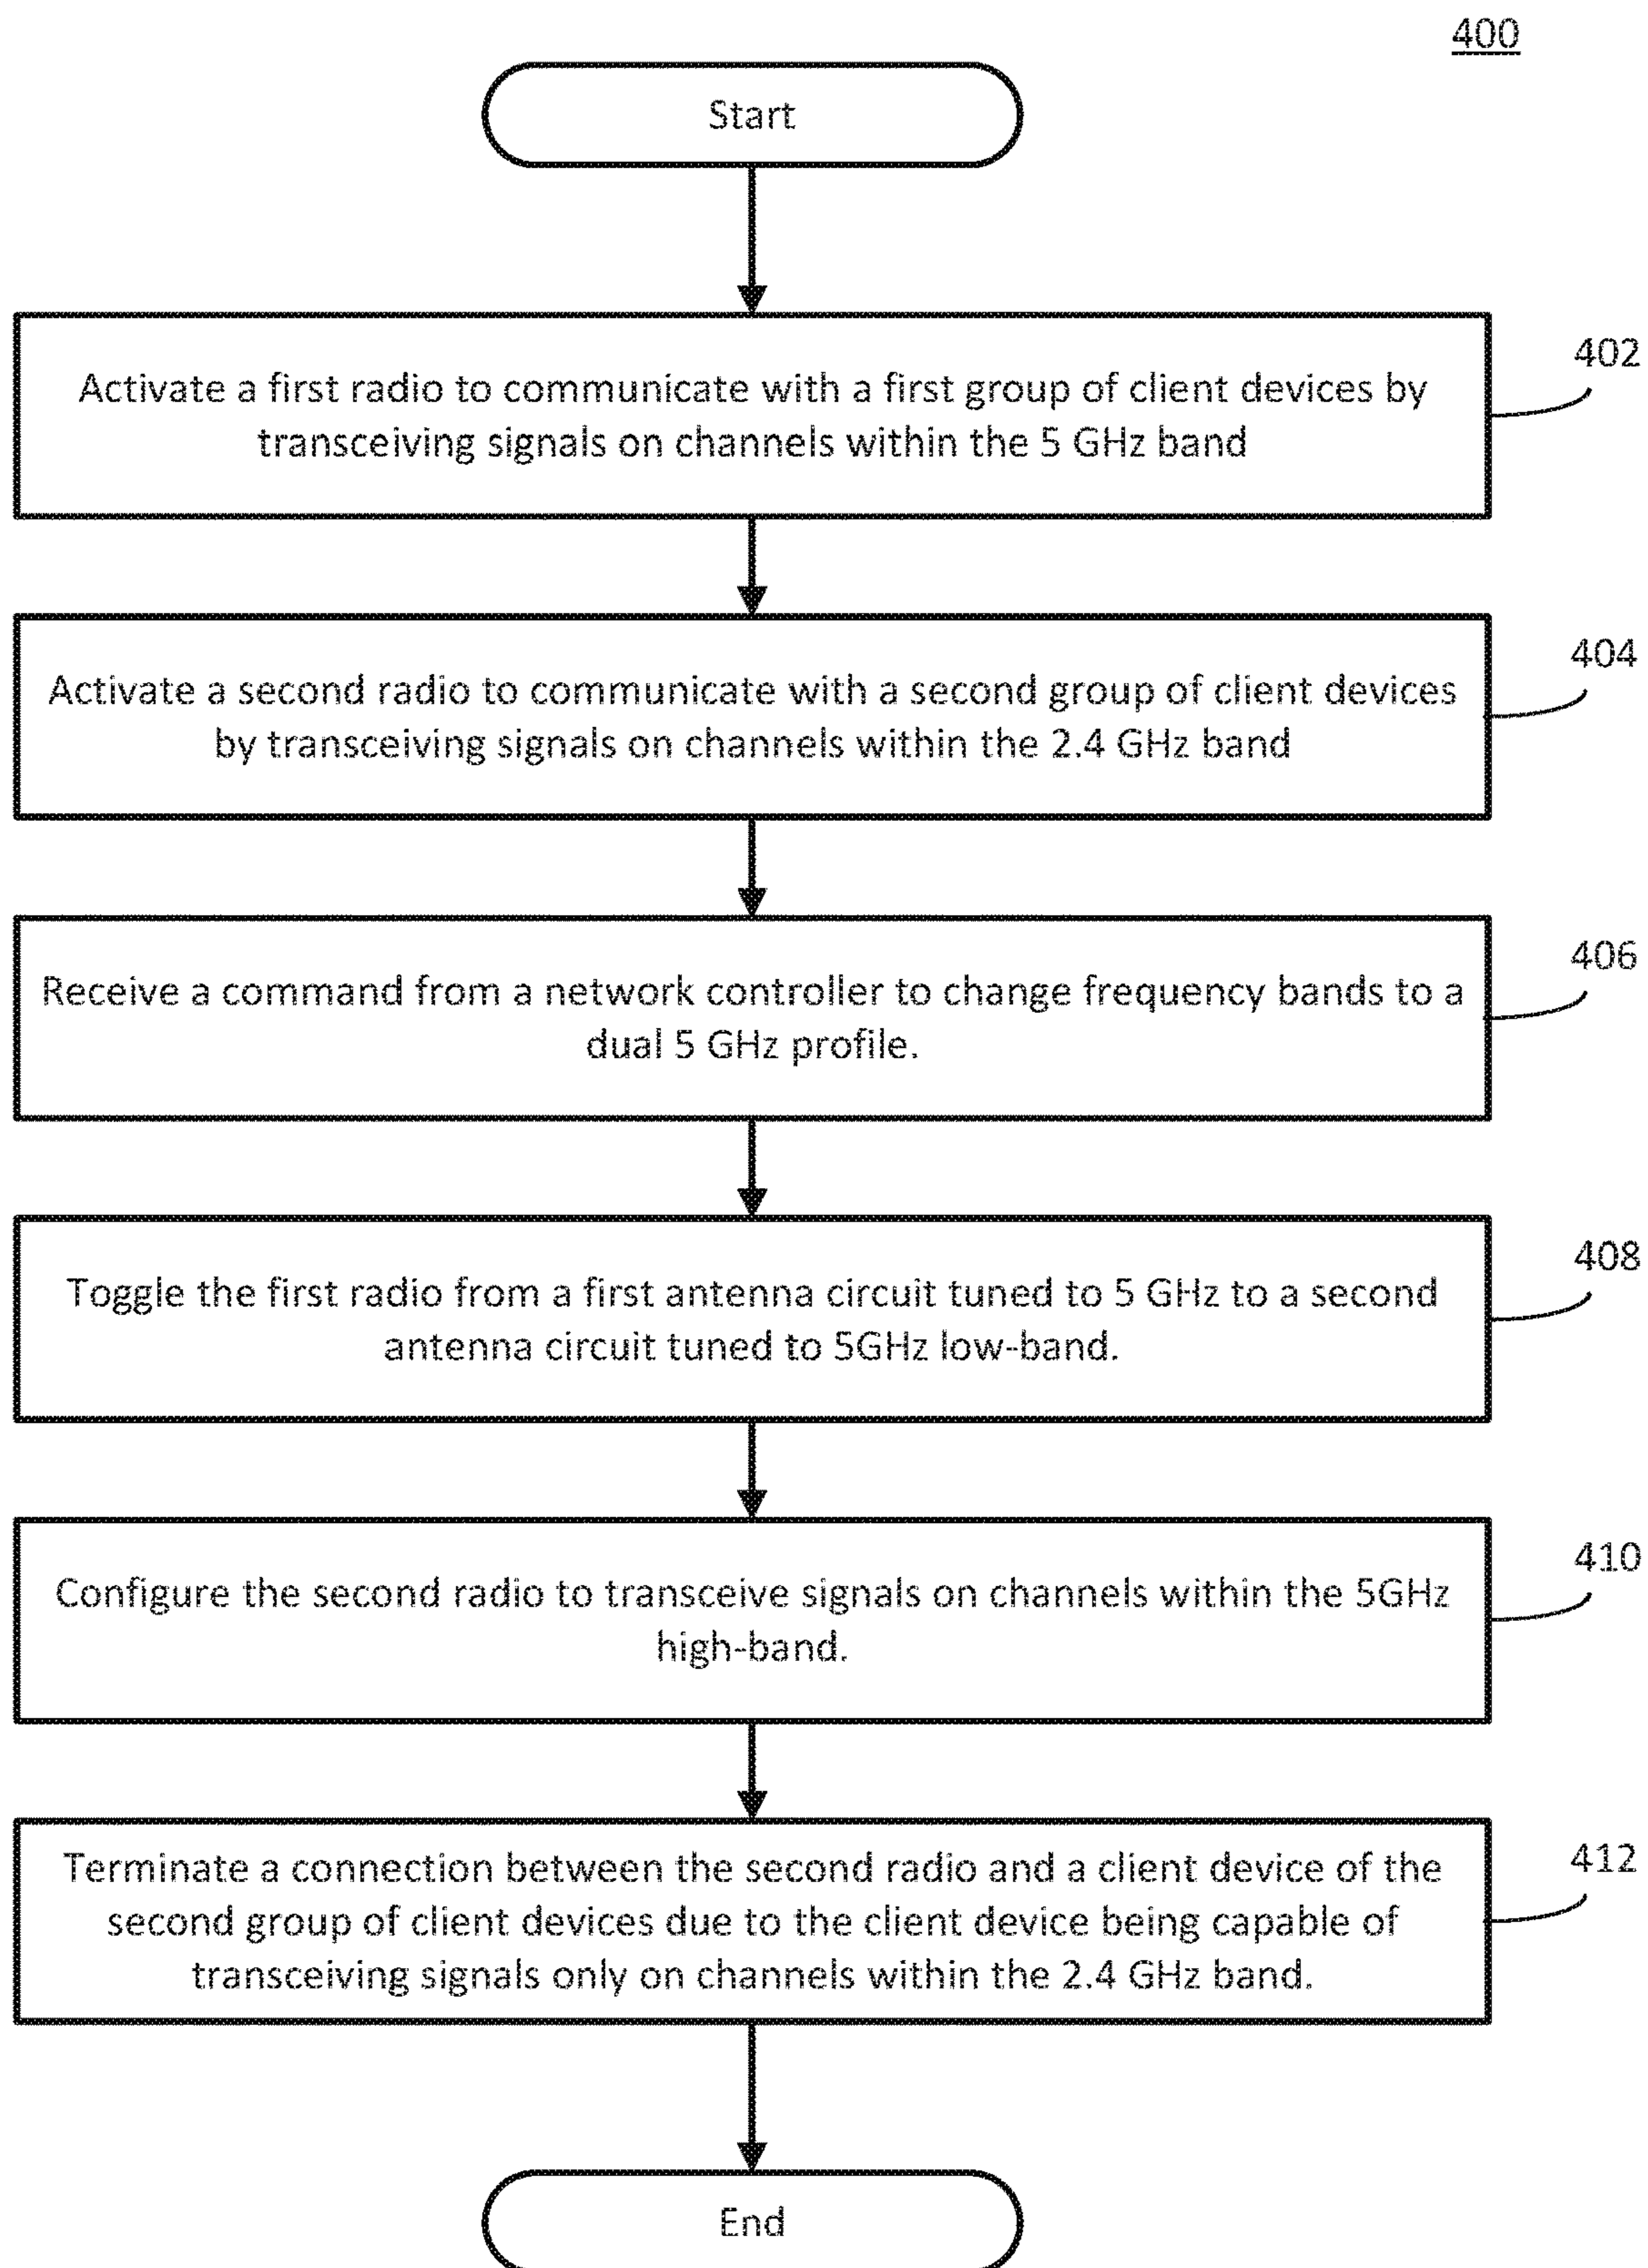 400
Start
Activate a first radio to communicate with a first group of client devices by
transceiving signals on channels within the 5 GHz band
402
Activate a second radio to communicate with a second group of client devices
by transceiving signals on channels within the 2.4 GHz band
404
Receive a command from a network controller to change frequency bands to a
dual 5 GHz profile.
406
Toggle the first radio from a first antenna circuit tuned to 5 GHz to a second
antenna circuit tuned to 5GHz low-band.
408
Configure the second radio to transceive signals on channels within the 5GHz
high-band.
410
Terminate a connection between the second radio and a client device of the
second group of client devices due to the client device being capable of
transceiving signals only on channels within the 2.4 GHz band.
412
End